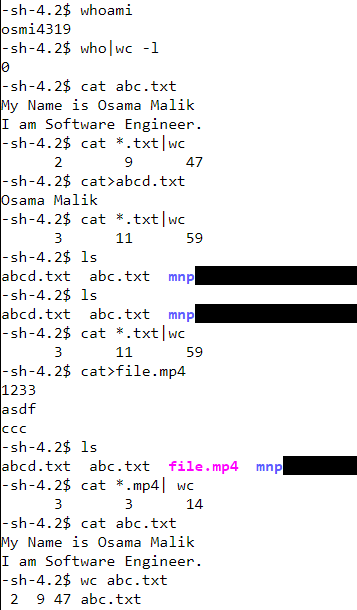 -sh-4.2$ whoami
osmi4319
-sh-4.2$ who|wc -l
0
-sh-4.2$ cat abc.txt
My Name is Osama Malik
I am Software Engineer.
-sh-4.2$ cat *.txt|wc
      2       9      47
-sh-4.2$ cat>abcd.txt
Osama Malik
-sh-4.2$ cat *.txt|wc
      3      11      59
-sh-4.2$ ls
abcd.txt  abc.txt  mnp
-sh-4.2$ ls
abcd.txt  abc.txt  mnp
-sh-4.2$ cat *.txt|wc
      3      11      59
-sh-4.2$ cat>file.mp4
1233
asdf
ccc
-sh-4.2$ ls
abcd.txt  abc.txt  file.mp4  mnp
-sh-4.2$ cat *.mp4| wc
      3       3      14
-sh-4.2$ cat abc.txt
My Name is Osama Malik
I am Software Engineer.
-sh-4.2$ wc abc.txt
 2  9 47 abc.txt